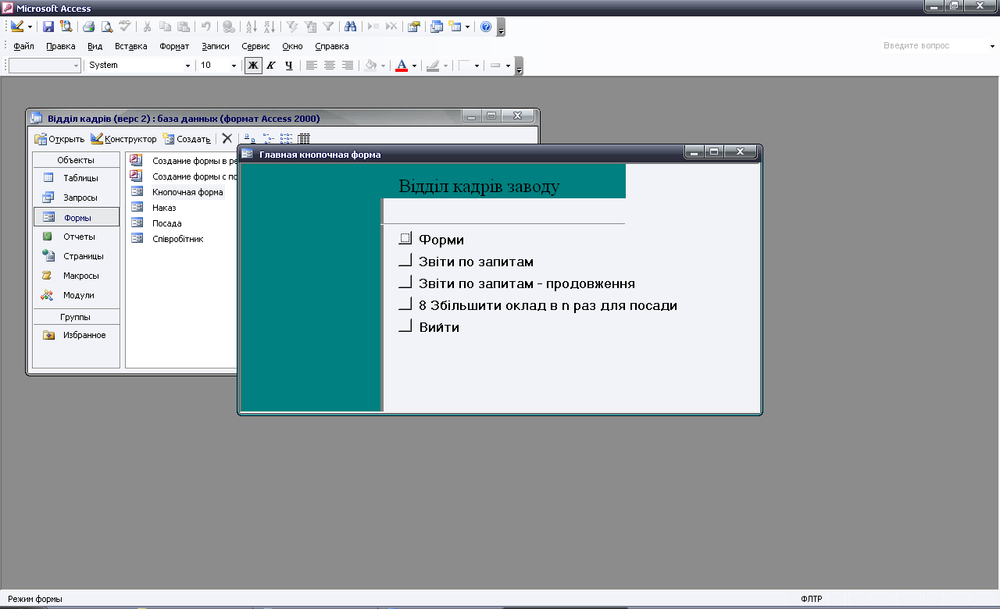 Microsoft Access
Файл Правка Вид Вставка Формат Записи Сервис Окно Справка Введите вопрос
System 10 Ж К Ч А
Відділ кадрів (верс 2) : база данных (формат Access 2000)
Открыть Конструктор Создать
Объекты
Таблицы
Запросы
Формы
Отчеты
Страницы
Макросы
Модули
Группы
Избранное
Создание формы в ре
Создание формы с по
Кнопочная форма
Наказ
Посада
Співробітник
Главная кнопочная форма
Відділ кадрів заводу
Форми
Звіти по запитам
Звіти по запитам - продовження
8 Збільшити оклад в n раз для посади
Вийти
Режим формы ФЛТР